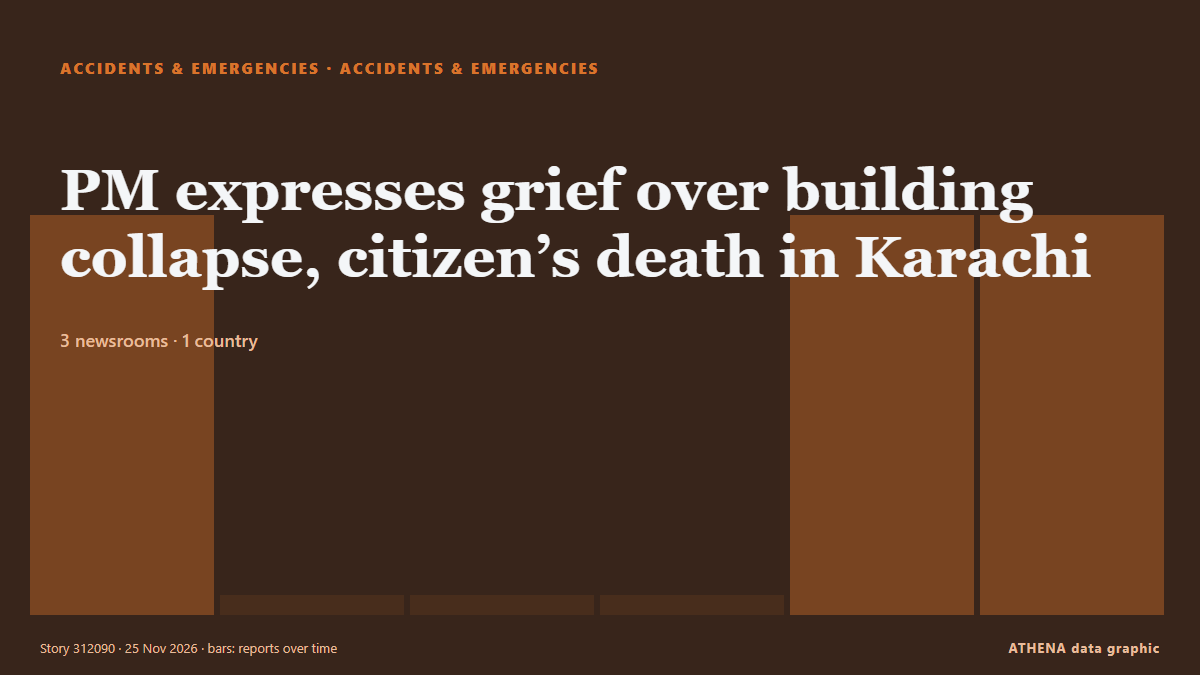 ACCIDENTS & EMERGENCIES · ACCIDENTS & EMERGENCIES
PM expresses grief over building
collapse, citizen’s death in Karachi
3 newsrooms · 1 country
Story 312090 · 25 Nov 2026 · bars: reports over time
ATHENA data graphic